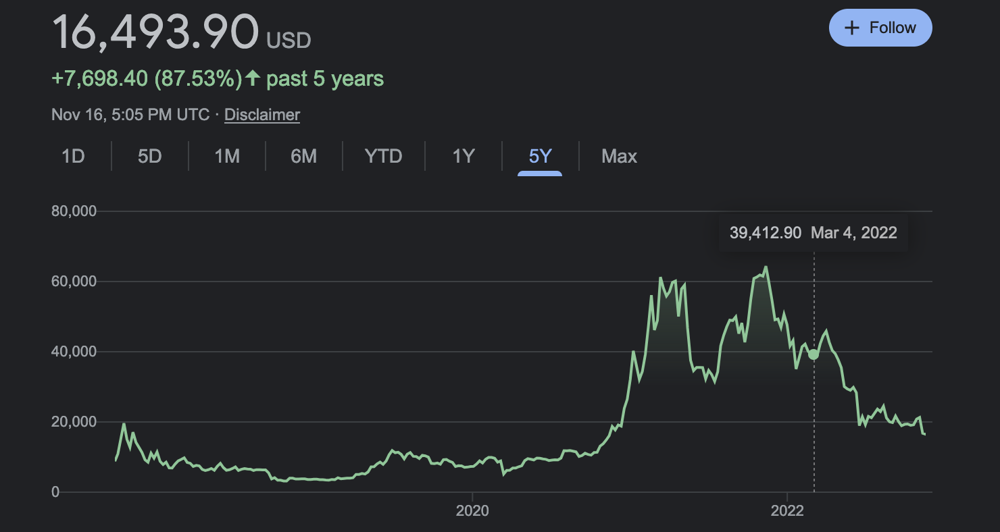 16,493.90 USD
+ Follow
+7,698.40 (87.53%)↑ past 5 years
Nov 16, 5:05 PM UTC · Disclaimer
1D 5D 1M 6M YTD 1Y 5Y Max
80,000
39,412.90 Mar 4, 2022
60,000
40,000
20,000
0
2020 2022